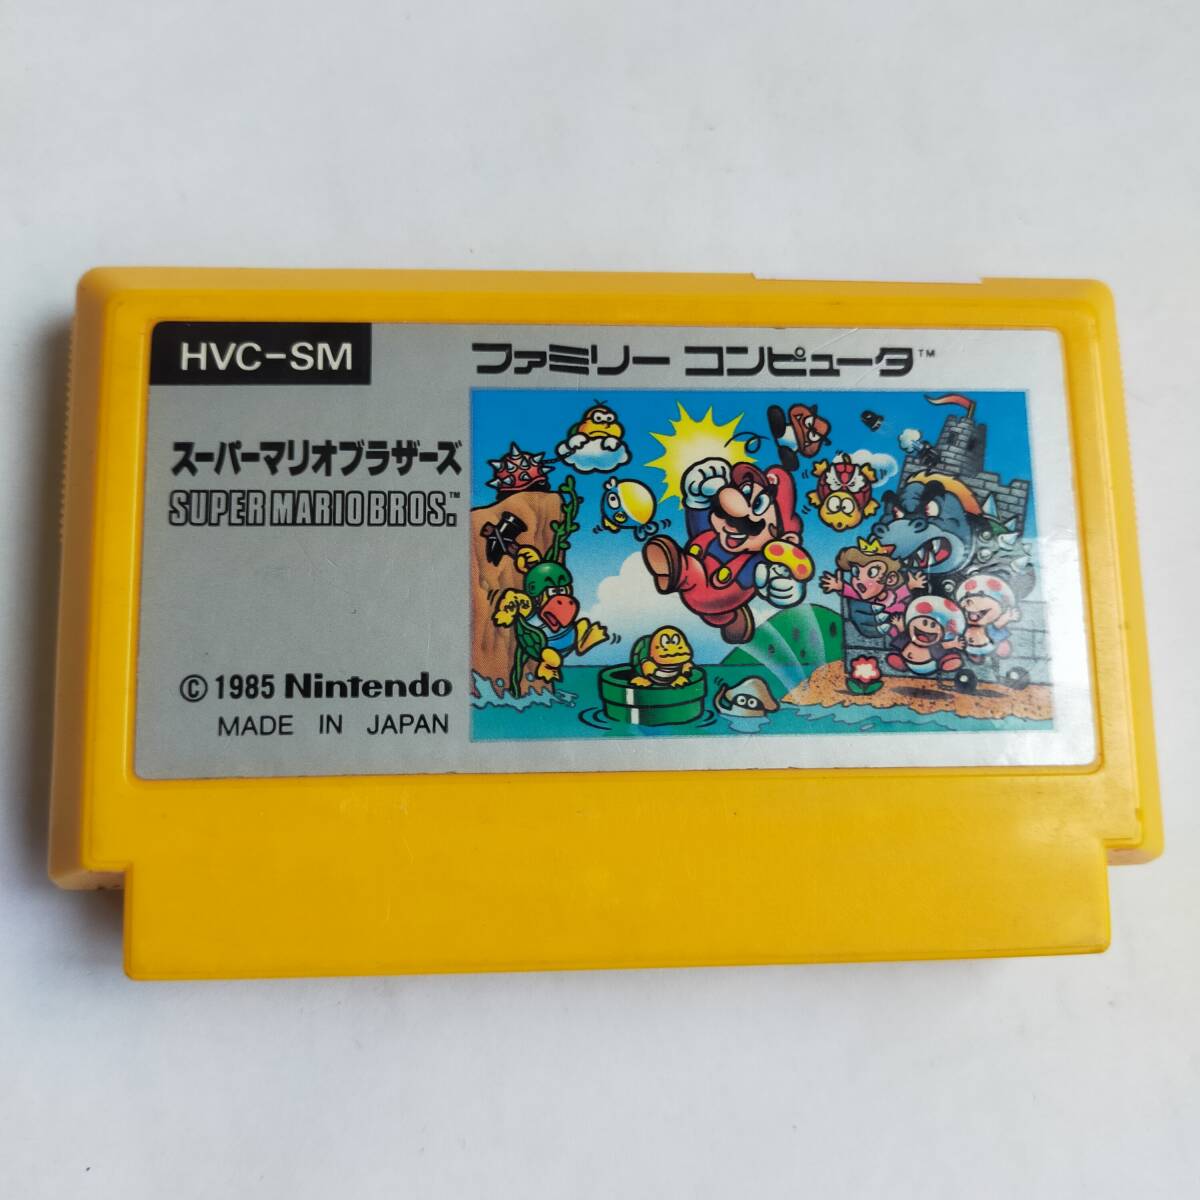 HVC-SM
ファミリー コンピュータ™
スーパーマリオブラザーズ
SUPER MARIO BROS.™
© 1985 Nintendo
MADE IN JAPAN